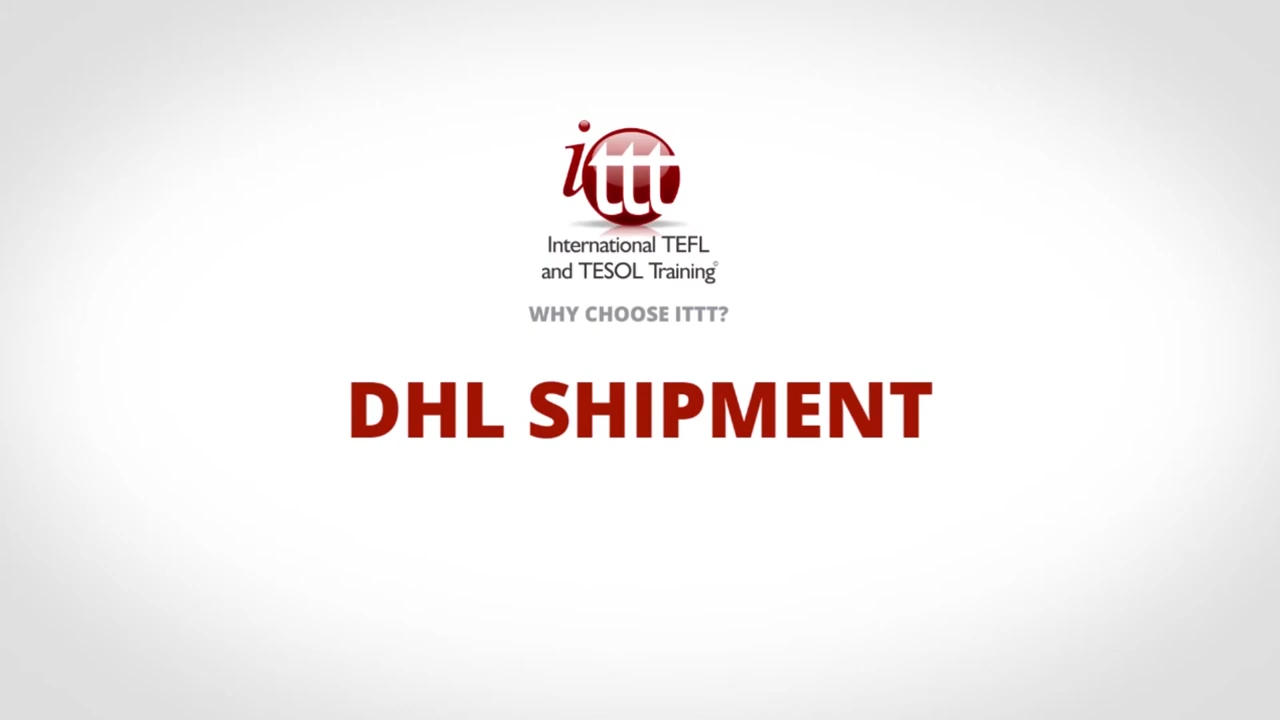 ittt
International TEFL
and TESOL Training©
WHY CHOOSE ITTT?
DHL SHIPMENT